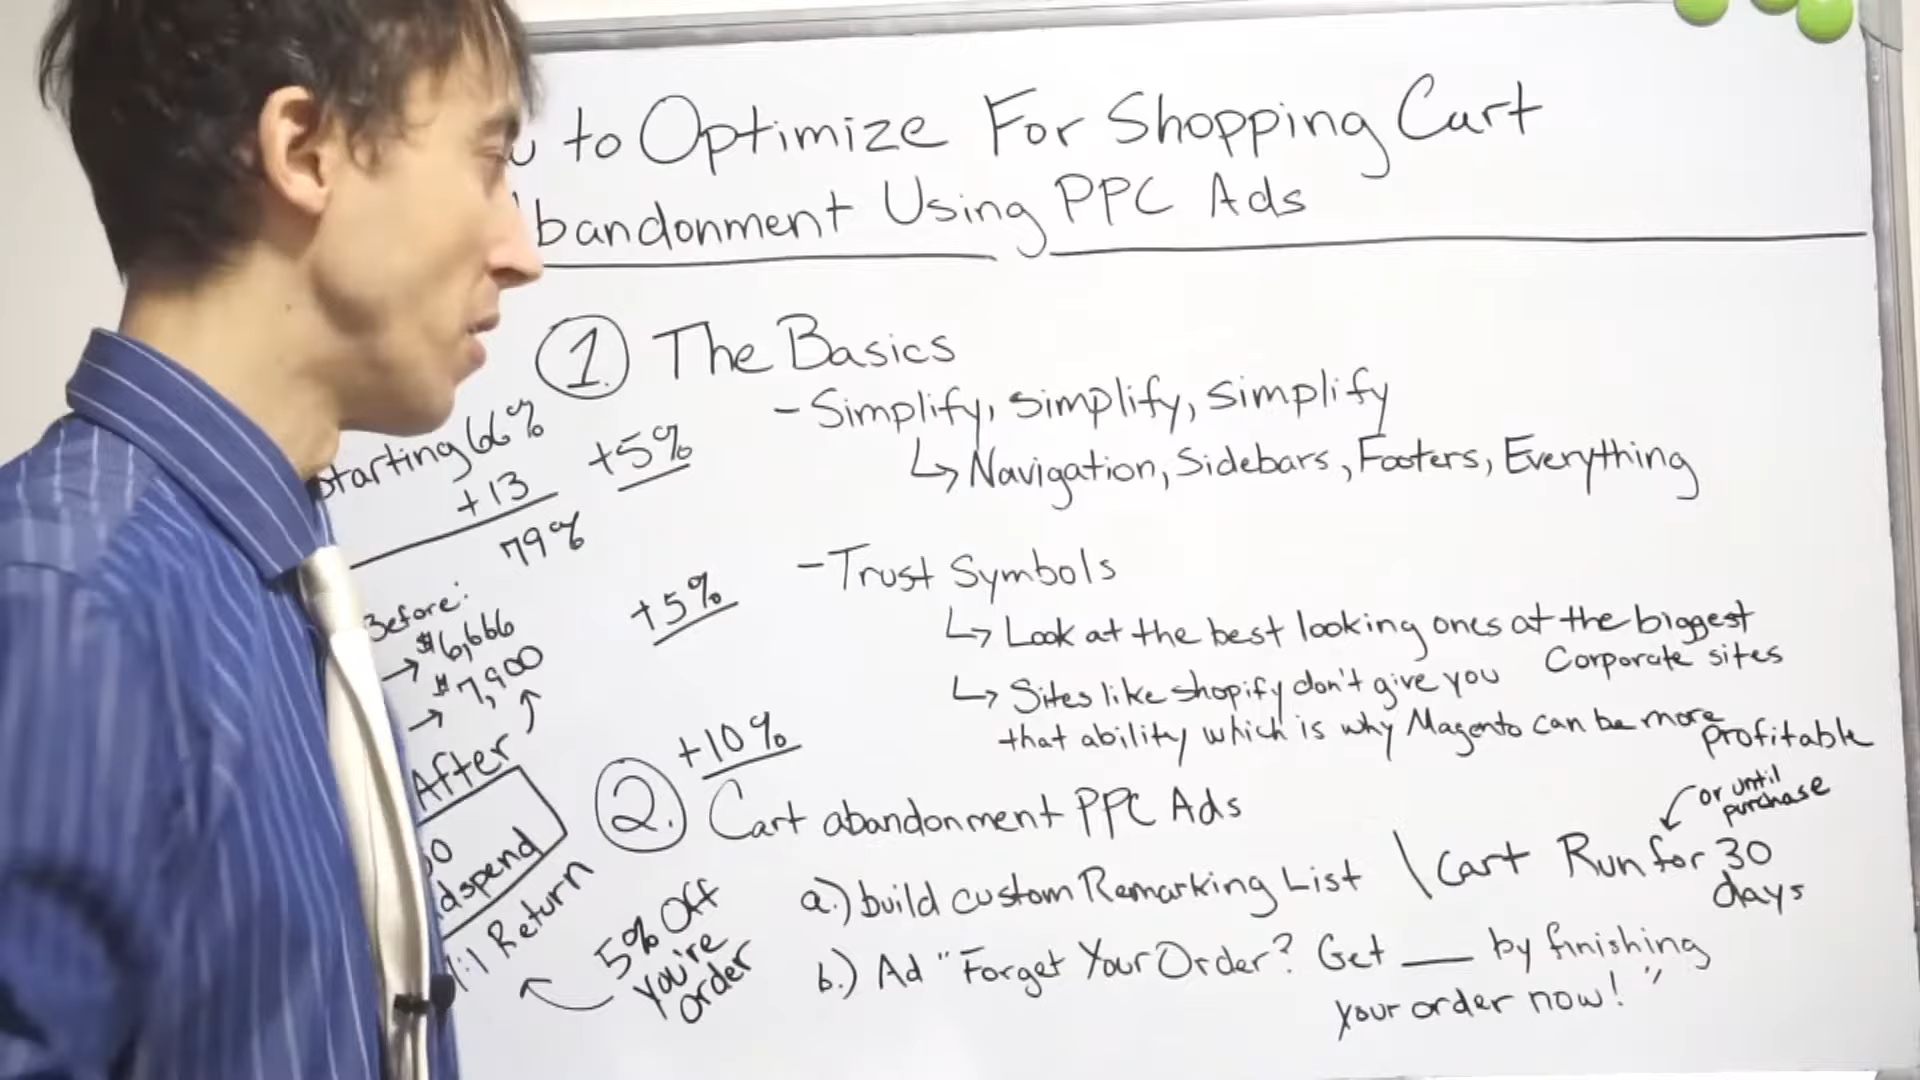 to Optimize For Shopping Cart
bandonment Using PPC Ads
1. The Basics
- Simplify, simplify, simplify
↳ Navigation, Sidebars, Footers, Everything
starting 66%
+13
79%
+5%
- Trust Symbols
↳ Look at the best looking ones at the biggest
Corporate sites
↳ Sites like shopify don't give you
that ability which is why Magento can be more
profitable
+5%
Before:
→ $6,666
→ $7,900
After
dspend
:1 Return
5% Off
you're
order
+10%
2. Cart abandonment PPC Ads
a.) build custom Remarking List \ Cart Run for 30
days
or until
purchase
b.) Ad "Forget Your Order? Get ___ by finishing
your order now!"